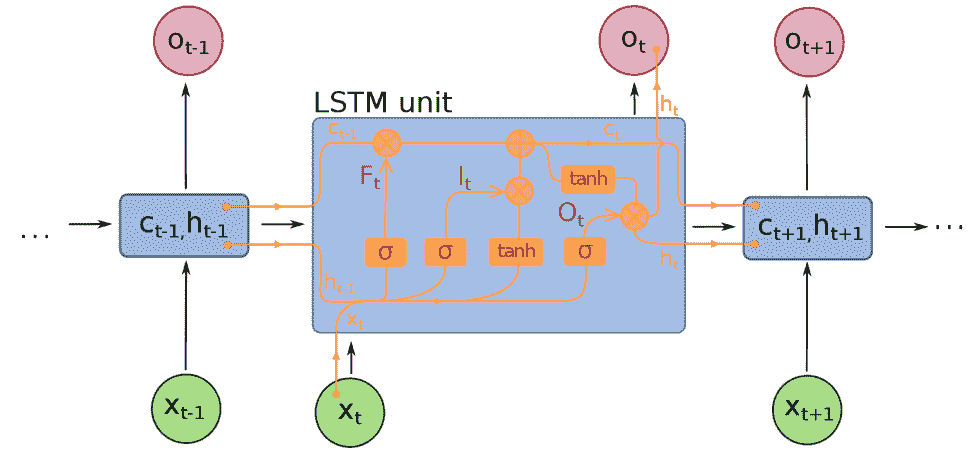 o_{t-1}
o_t
o_{t+1}
LSTM unit
h_t
c_{t-1}
c_t
F_t
I_t
tanh
O_t
...
c_{t-1},h_{t-1}
c_{t+1},h_{t+1}
...
σ
σ
tanh
σ
h_t
h_{t-1}
x_t
x_{t-1}
x_t
x_{t+1}